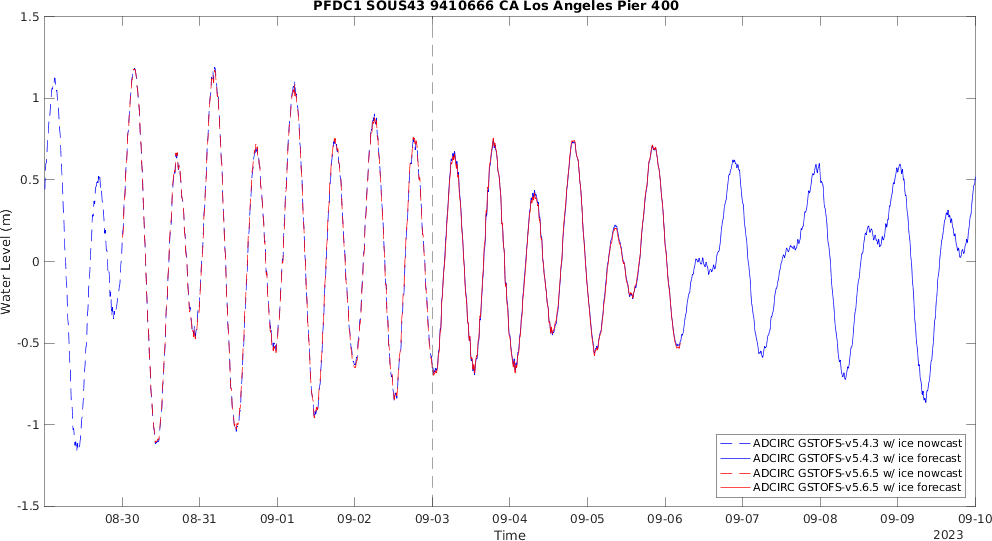 PFDC1 SOUS43 9410666 CA Los Angeles Pier 400
Water Level (m)
1.5
1
0.5
0
-0.5
-1
-1.5
08-30 08-31 09-01 09-02 09-03 09-04 09-05 09-06 09-07 09-08 09-09 09-10
Time
2023
ADCIRC GSTOFS-v5.4.3 w/ ice nowcast
ADCIRC GSTOFS-v5.4.3 w/ ice forecast
ADCIRC GSTOFS-v5.6.5 w/ ice nowcast
ADCIRC GSTOFS-v5.6.5 w/ ice forecast